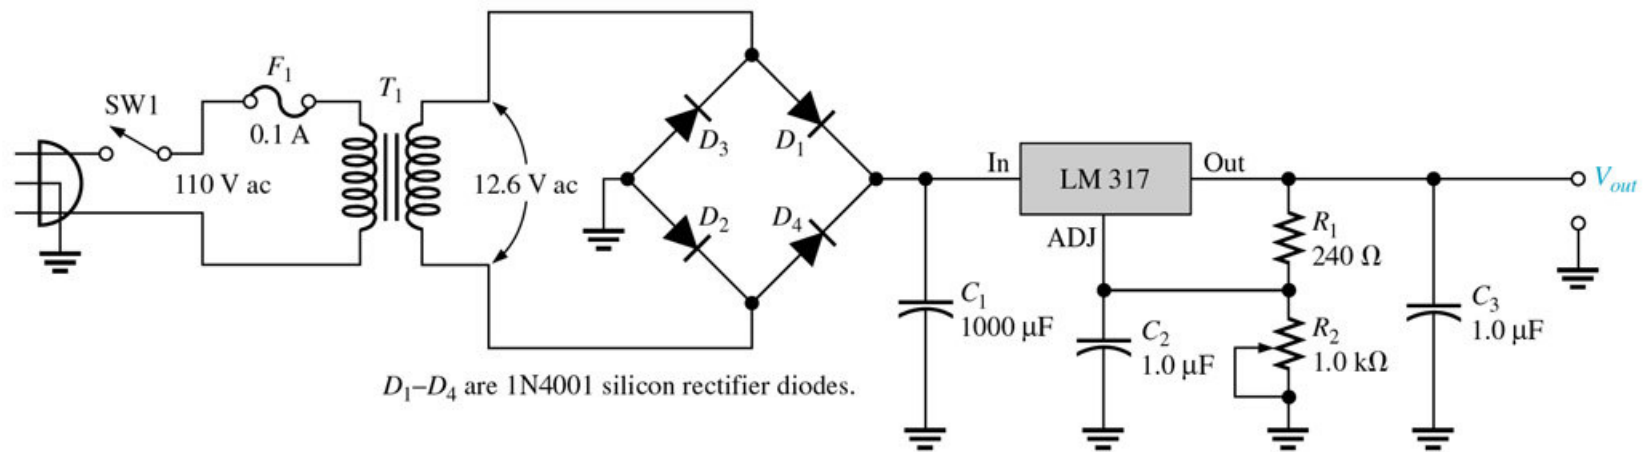 SW1
F1
0.1 A
T1
110 V ac
12.6 V ac
D3
D1
D2
D4
In
LM 317
Out
ADJ
Vout
R1
240 Ω
C1
1000 μF
C2
1.0 μF
R2
1.0 kΩ
C3
1.0 μF
D1–D4 are 1N4001 silicon rectifier diodes.